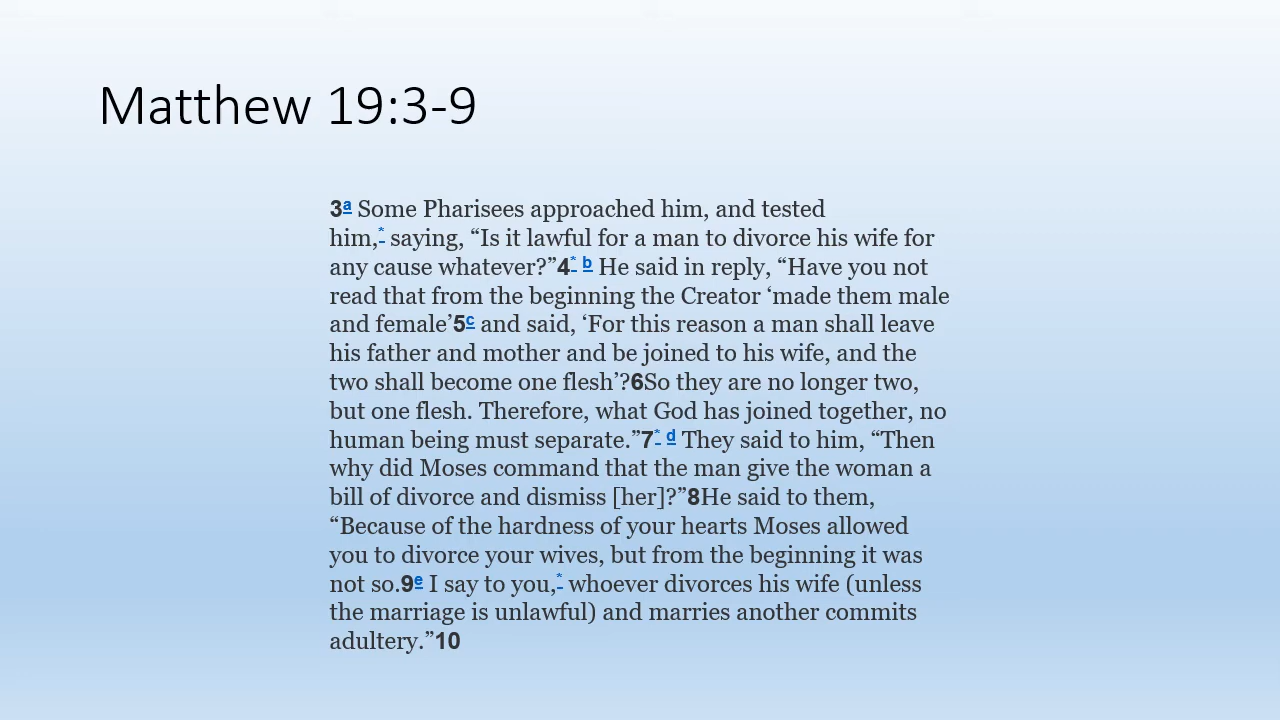 Matthew 19:3-9
3a Some Pharisees approached him, and tested
him,* saying, “Is it lawful for a man to divorce his wife for
any cause whatever?”4* b He said in reply, “Have you not
read that from the beginning the Creator ‘made them male
and female’5c and said, ‘For this reason a man shall leave
his father and mother and be joined to his wife, and the
two shall become one flesh’?6So they are no longer two,
but one flesh. Therefore, what God has joined together, no
human being must separate.”7* d They said to him, “Then
why did Moses command that the man give the woman a
bill of divorce and dismiss [her]?”8He said to them,
“Because of the hardness of your hearts Moses allowed
you to divorce your wives, but from the beginning it was
not so.9e I say to you,* whoever divorces his wife (unless
the marriage is unlawful) and marries another commits
adultery.”10